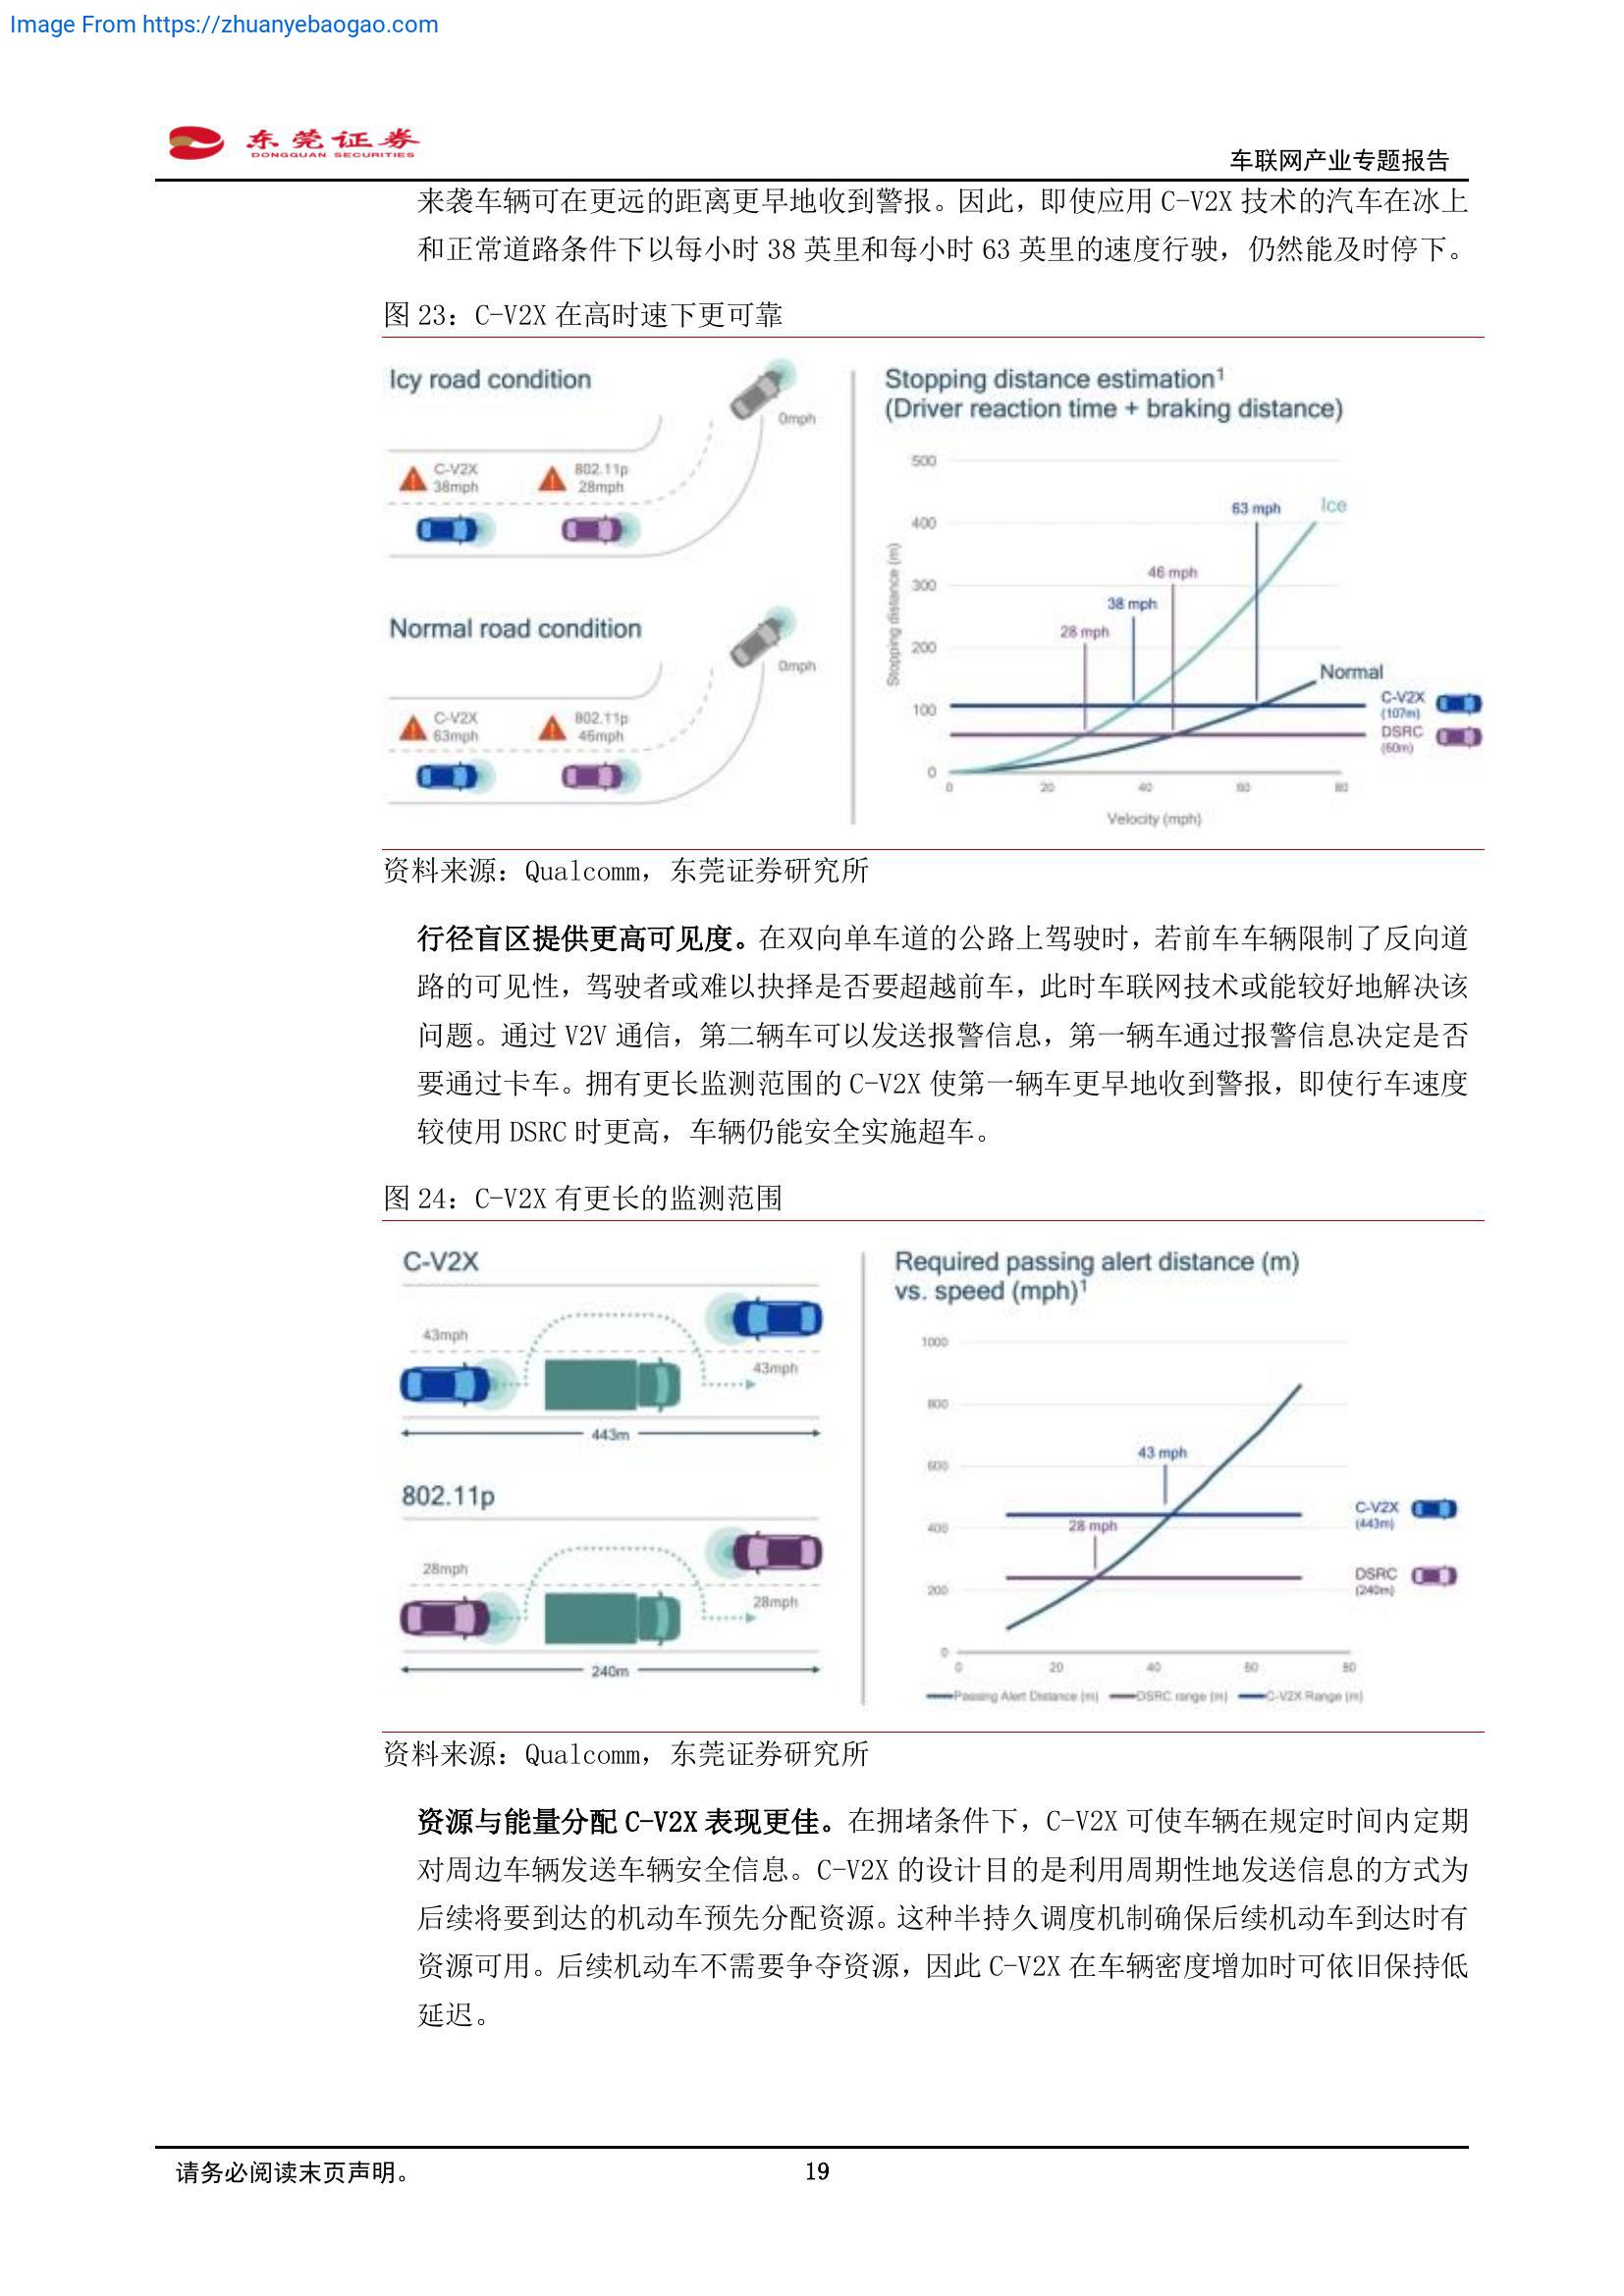 Image From https://zhuanyebaogao.com
东莞证券
DONGGUAN SECURITIES
车联网产业专题报告
来袭车辆可在更远的距离更早地收到警报。因此，即使应用 C-V2X 技术的汽车在冰上
和正常道路条件下以每小时 38 英里和每小时 63 英里的速度行驶，仍然能及时停下。
图 23：C-V2X 在高时速下更可靠
Icy road condition
0mph
C-V2X
38mph
802.11p
28mph
Normal road condition
0mph
C-V2X
63mph
802.11p
46mph
Stopping distance estimation¹
(Driver reaction time + braking distance)
Stopping distance (m)
500
400
300
200
100
0
63 mph
Ice
46 mph
38 mph
28 mph
Normal
C-V2X
(107m)
DSRC
(60m)
0 20 40 60 80
Velocity (mph)
资料来源：Qualcomm，东莞证券研究所
行径盲区提供更高可见度。在双向单车道的公路上驾驶时，若前车车辆限制了反向道
路的可见性，驾驶者或难以抉择是否要超越前车，此时车联网技术或能较好地解决该
问题。通过 V2V 通信，第二辆车可以发送报警信息，第一辆车通过报警信息决定是否
要通过卡车。拥有更长监测范围的 C-V2X 使第一辆车更早地收到警报，即使行车速度
较使用 DSRC 时更高，车辆仍能安全实施超车。
图 24：C-V2X 有更长的监测范围
C-V2X
43mph
43mph
443m
802.11p
28mph
28mph
240m
Required passing alert distance (m)
vs. speed (mph)¹
1000
800
600
400
200
0
43 mph
28 mph
C-V2X
(443m)
DSRC
(240m)
0 20 40 60 80
Passing Alert Distance (m) DSRC range (m) C-V2X Range (m)
资料来源：Qualcomm，东莞证券研究所
资源与能量分配 C-V2X 表现更佳。在拥堵条件下，C-V2X 可使车辆在规定时间内定期
对周边车辆发送车辆安全信息。C-V2X 的设计目的是利用周期性地发送信息的方式为
后续将要到达的机动车预先分配资源。这种半持久调度机制确保后续机动车到达时有
资源可用。后续机动车不需要争夺资源，因此 C-V2X 在车辆密度增加时可依旧保持低
延迟。
请务必阅读末页声明。
19